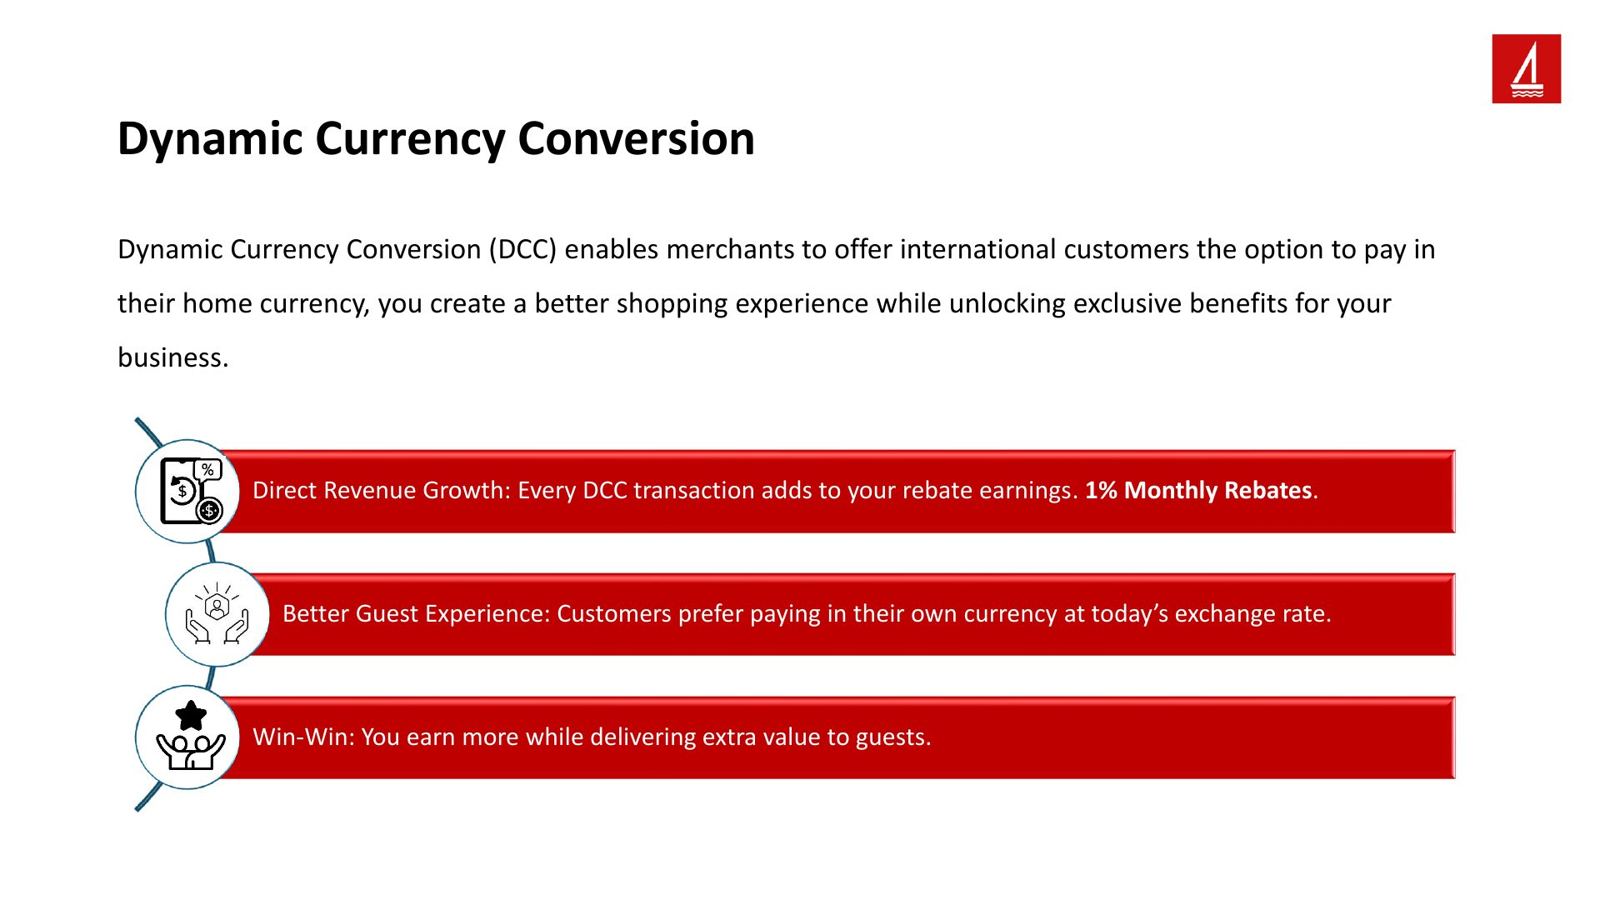 Dynamic Currency Conversion
Dynamic Currency Conversion (DCC) enables merchants to offer international customers the option to pay in
their home currency, you create a better shopping experience while unlocking exclusive benefits for your
business.
%
$
$
Direct Revenue Growth: Every DCC transaction adds to your rebate earnings. 1% Monthly Rebates.
Better Guest Experience: Customers prefer paying in their own currency at today’s exchange rate.
Win-Win: You earn more while delivering extra value to guests.